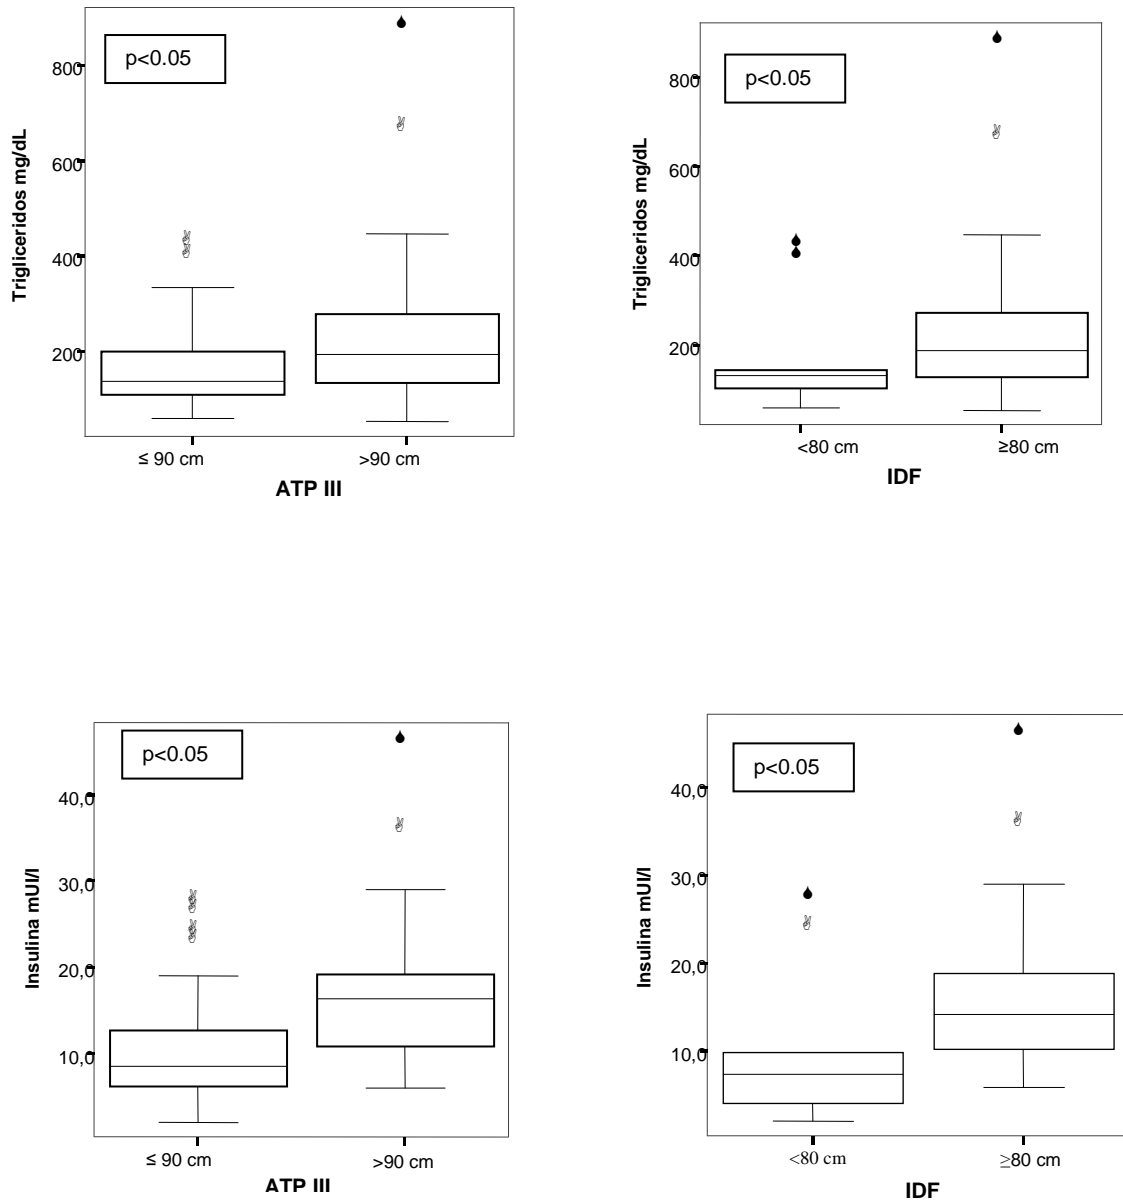 p<0.05
800
600
400
200
Trigliceridos mg/dL
≤ 90 cm
>90 cm
ATP III
p<0.05
800
600
400
200
Trigliceridos mg/dL
<80 cm
≥80 cm
IDF
p<0.05
40,0
30,0
20,0
10,0
Insulina mUI/l
≤ 90 cm
>90 cm
ATP III
p<0.05
40,0
30,0
20,0
10,0
Insulina mUI/l
<80 cm
≥80 cm
IDF